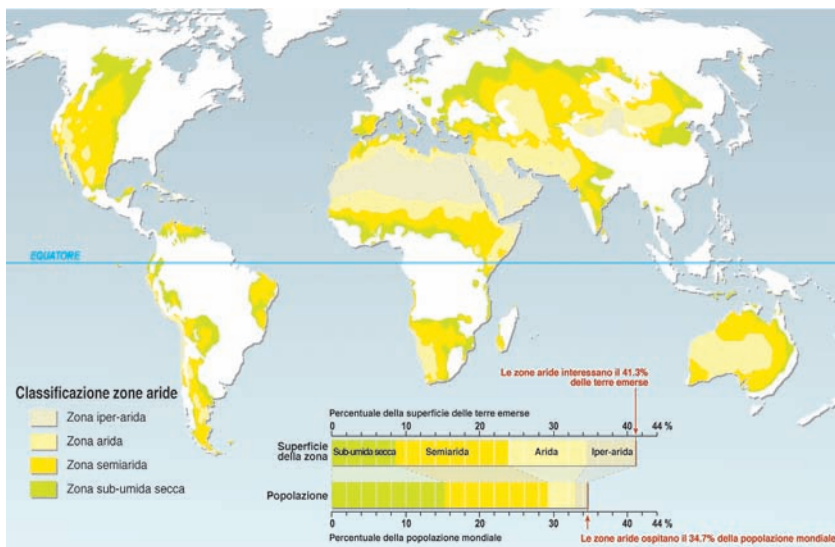 EQUATORE
Classificazione zone aride
Zona iper-arida
Zona arida
Zona semiarida
Zona sub-umida secca
Le zone aride interessano il 41.3%
delle terre emerse
Percentuale della superficie delle terre emerse
0 10 20 30 40 44 %
Superficie
della zona
Sub-umida secca Semiarida Arida Iper-arida
Popolazione
0 10 20 30 40 44 %
Percentuale della popolazione mondiale
Le zone aride ospitano il 34.7% della popolazione mondiale